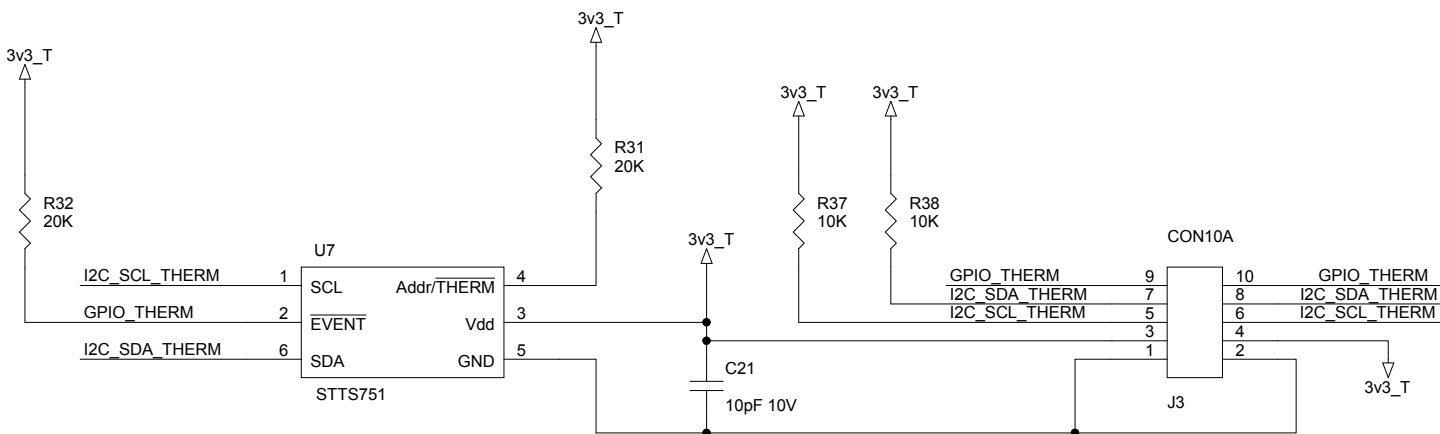 3v3_T
3v3_T
3v3_T
3v3_T
R31
20K
R32
20K
R37
10K
R38
10K
3v3_T
CON10A
U7
I2C_SCL_THERM 1 SCL Addr/THERM 4
GPIO_THERM 2 EVENT Vdd 3
I2C_SDA_THERM 6 SDA GND 5
STTS751
GPIO_THERM 9 10 GPIO_THERM
I2C_SDA_THERM 7 8 I2C_SDA_THERM
I2C_SCL_THERM 5 6 I2C_SCL_THERM
3 4
1 2
C21
10pF 10V
3v3_T
J3